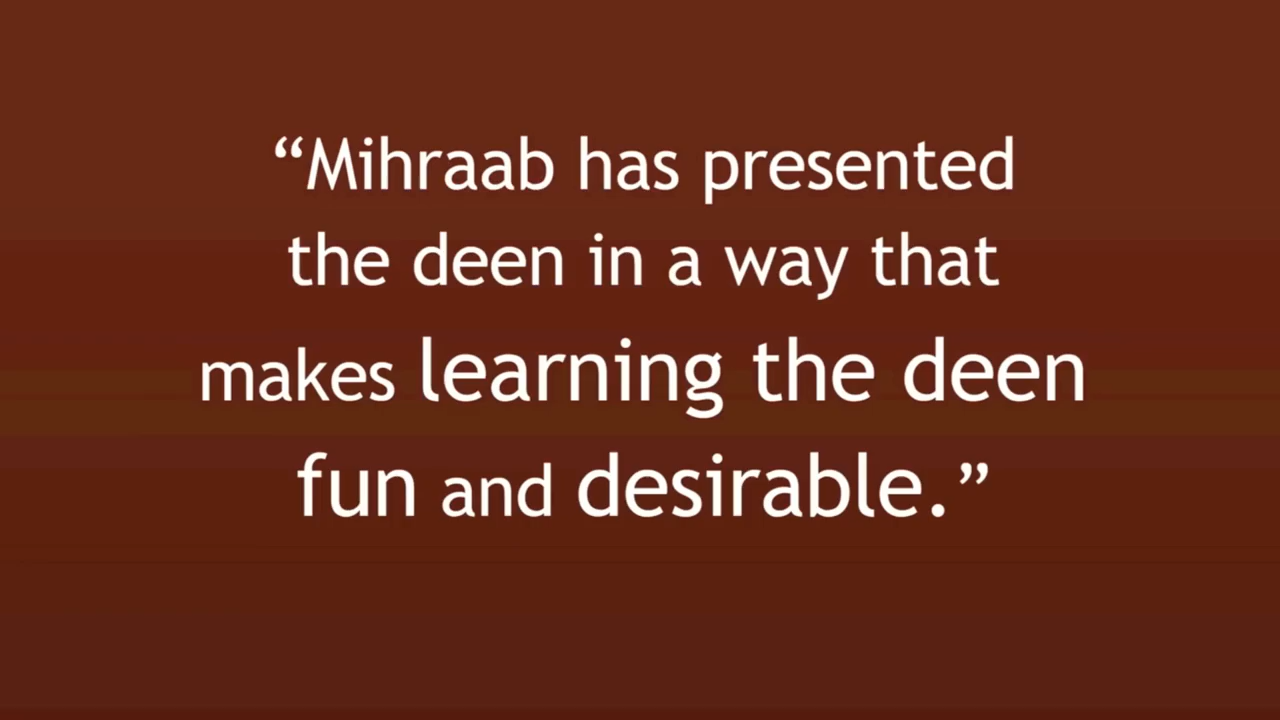 “Mihraab has presented
the deen in a way that
makes learning the deen
fun and desirable.”